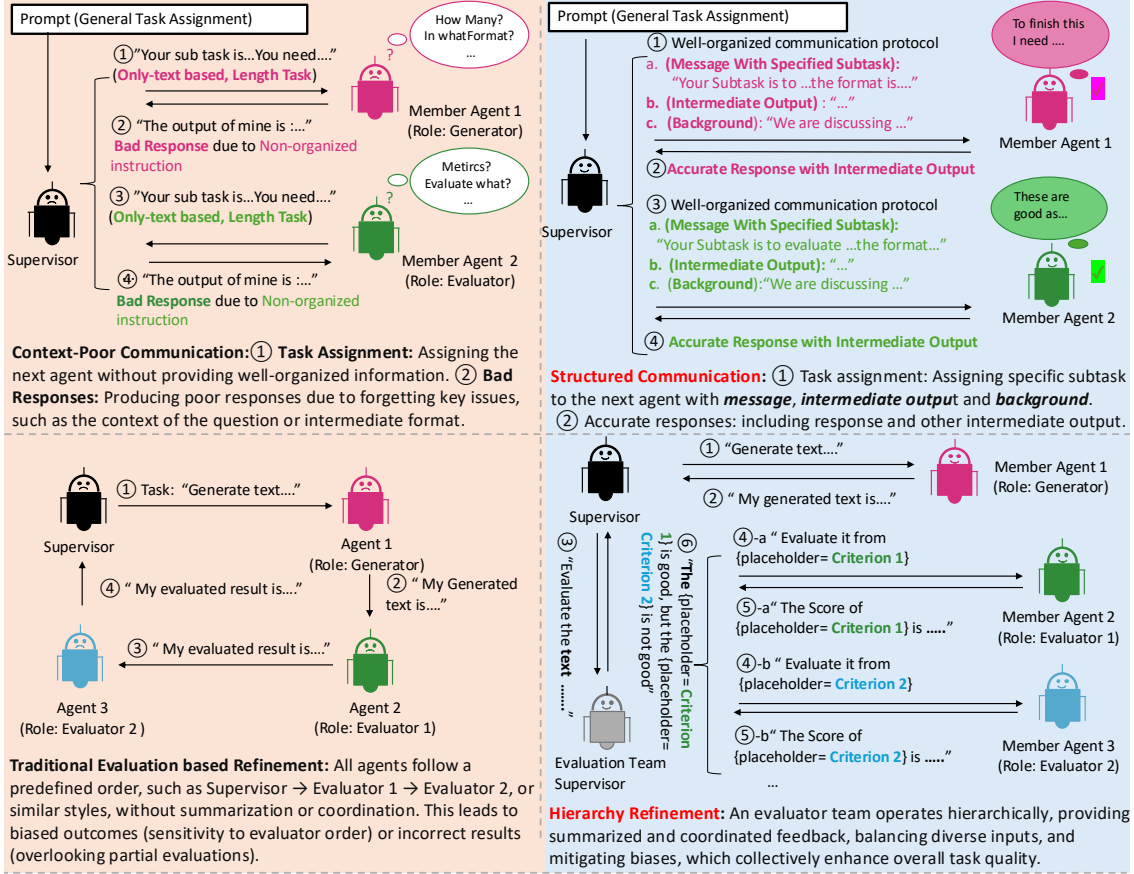 Prompt (General Task Assignment)
How Many?
In whatFormat?
...
①”Your sub task is...You need....”
(Only-text based, Length Task)
?
Member Agent 1
(Role: Generator)
② “The output of mine is :...”
Bad Response due to Non-organized
instruction
Metircs?
Evaluate what?
...
③ ”Your sub task is...You need....”
(Only-text based, Length Task)
?
Supervisor
Member Agent 2
(Role: Evaluator)
④ “The output of mine is :...”
Bad Response due to Non-organized
instruction
Context-Poor Communication:① Task Assignment: Assigning the
next agent without providing well-organized information. ② Bad
Responses: Producing poor responses due to forgetting key issues,
such as the context of the question or intermediate format.
Prompt (General Task Assignment)
To finish this
I need ....
① Well-organized communication protocol
a. (Message With Specified Subtask):
“Your Subtask is to ...the format is....”
b. (Intermediate Output) : “...”
c. (Background): “We are discussing ...”
Member Agent 1
② Accurate Response with Intermediate Output
These are
good as...
③ Well-organized communication protocol
a. (Message With Specified Subtask):
“Your Subtask is to evaluate ...the format...”
b. (Intermediate Output): “...”
c. (Background):“We are discussing ...”
Supervisor
Member Agent 2
④ Accurate Response with Intermediate Output
Structured Communication: ① Task assignment: Assigning specific subtask
to the next agent with message, intermediate output and background.
② Accurate responses: including response and other intermediate output.
① Task: “Generate text....”
Supervisor
Agent 1
(Role: Generator)
② “ My Generated
text is....”
④ “ My evaluated result is....”
③ “ My evaluated result is....”
Agent 3
(Role: Evaluator 2)
Agent 2
(Role: Evaluator 1)
Traditional Evaluation based Refinement: All agents follow a
predefined order, such as Supervisor → Evaluator 1 → Evaluator 2, or
similar styles, without summarization or coordination. This leads to
biased outcomes (sensitivity to evaluator order) or incorrect results
(overlooking partial evaluations).
① “Generate text....”
Member Agent 1
(Role: Generator)
② “ My generated text is....”
Supervisor
③ “Evaluate the text ....... ”
⑥ “The {placeholder= Criterion
1} is good, but the {placeholder=
Criterion 2} is not good”
④-a “ Evaluate it from
{placeholder= Criterion 1}
⑤-a“ The Score of
{placeholder= Criterion 1} is .....”
Member Agent 2
(Role: Evaluator 1)
④-b “ Evaluate it from
{placeholder= Criterion 2}
⑤-b“ The Score of
{placeholder= Criterion 2} is .....”
Member Agent 3
(Role: Evaluator 2)
Evaluation Team
Supervisor
...
Hierarchy Refinement: An evaluator team operates hierarchically, providing
summarized and coordinated feedback, balancing diverse inputs, and
mitigating biases, which collectively enhance overall task quality.